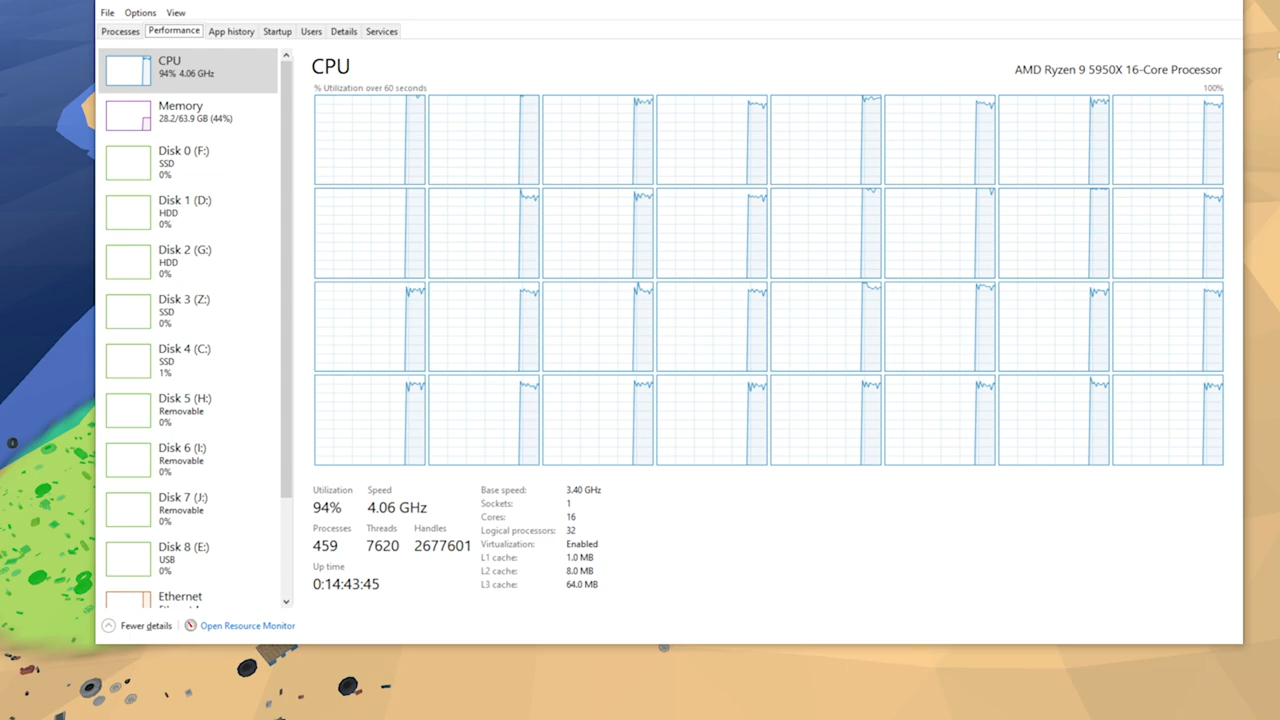 File Options View
Processes Performance App history Startup Users Details Services
CPU
94% 4.06 GHz
Memory
28.2/63.9 GB (44%)
Disk 0 (F:)
SSD
0%
Disk 1 (D:)
HDD
0%
Disk 2 (G:)
HDD
0%
Disk 3 (Z:)
SSD
0%
Disk 4 (C:)
SSD
1%
Disk 5 (H:)
Removable
0%
Disk 6 (I:)
Removable
0%
Disk 7 (J:)
Removable
0%
Disk 8 (E:)
USB
0%
Ethernet
CPU
AMD Ryzen 9 5950X 16-Core Processor
% Utilization over 60 seconds
100%
Utilization Speed
94% 4.06 GHz
Processes Threads Handles
459 7620 2677601
Up time
0:14:43:45
Base speed: 3.40 GHz
Sockets: 1
Cores: 16
Logical processors: 32
Virtualization: Enabled
L1 cache: 1.0 MB
L2 cache: 8.0 MB
L3 cache: 64.0 MB
Fewer details
Open Resource Monitor